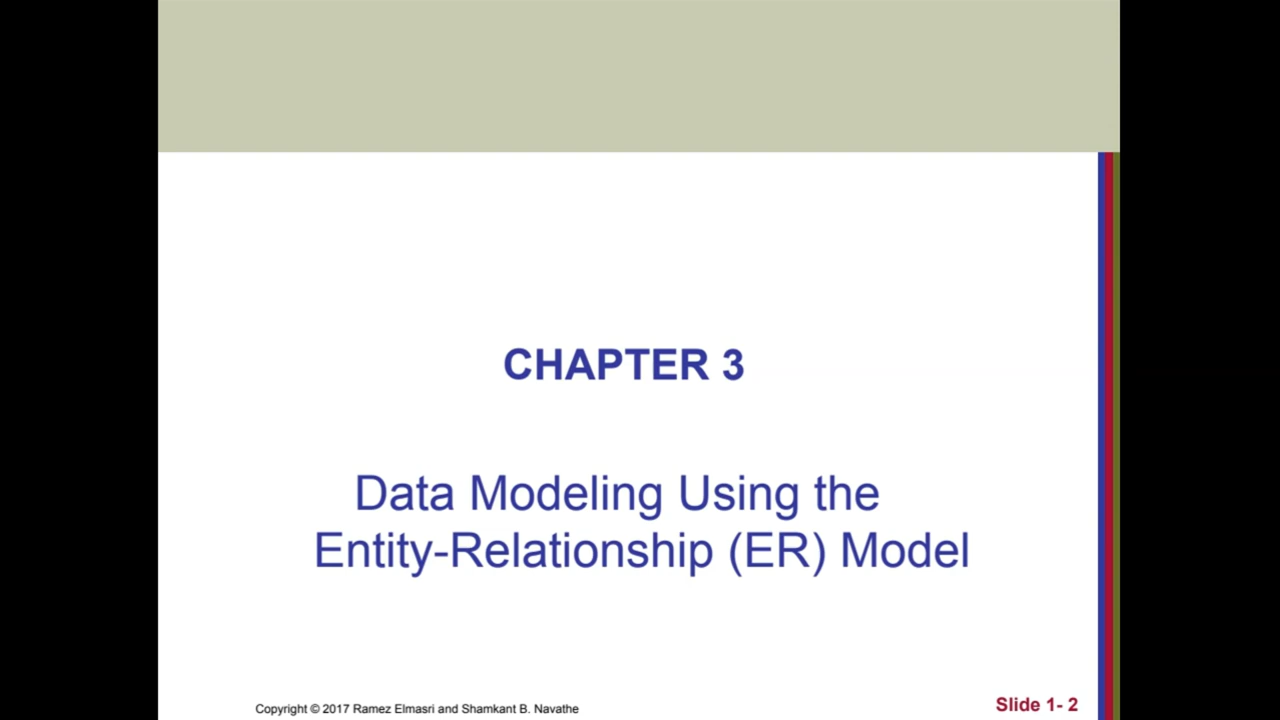 CHAPTER 3
Data Modeling Using the
Entity-Relationship (ER) Model
Copyright © 2017 Ramez Elmasri and Shamkant B. Navathe
Slide 1- 2